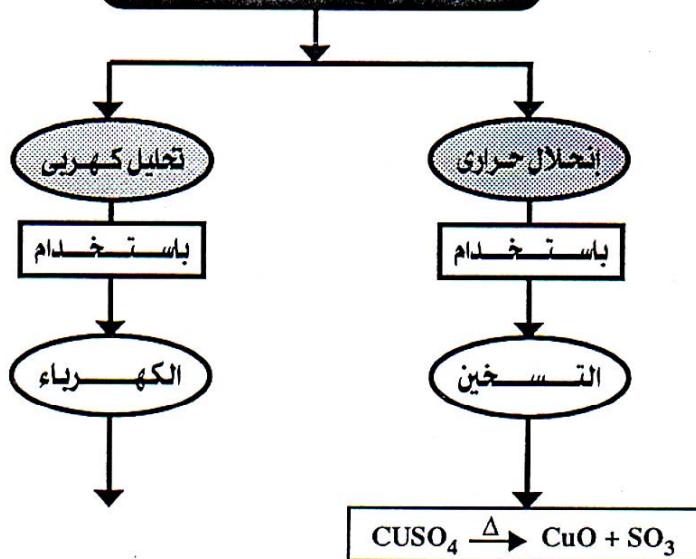 إنحلال حرارى
تحليل كهربى
باستخدام
باستخدام
التسخين
الكهرباء
CUSO₄ —Δ→ CuO + SO₃